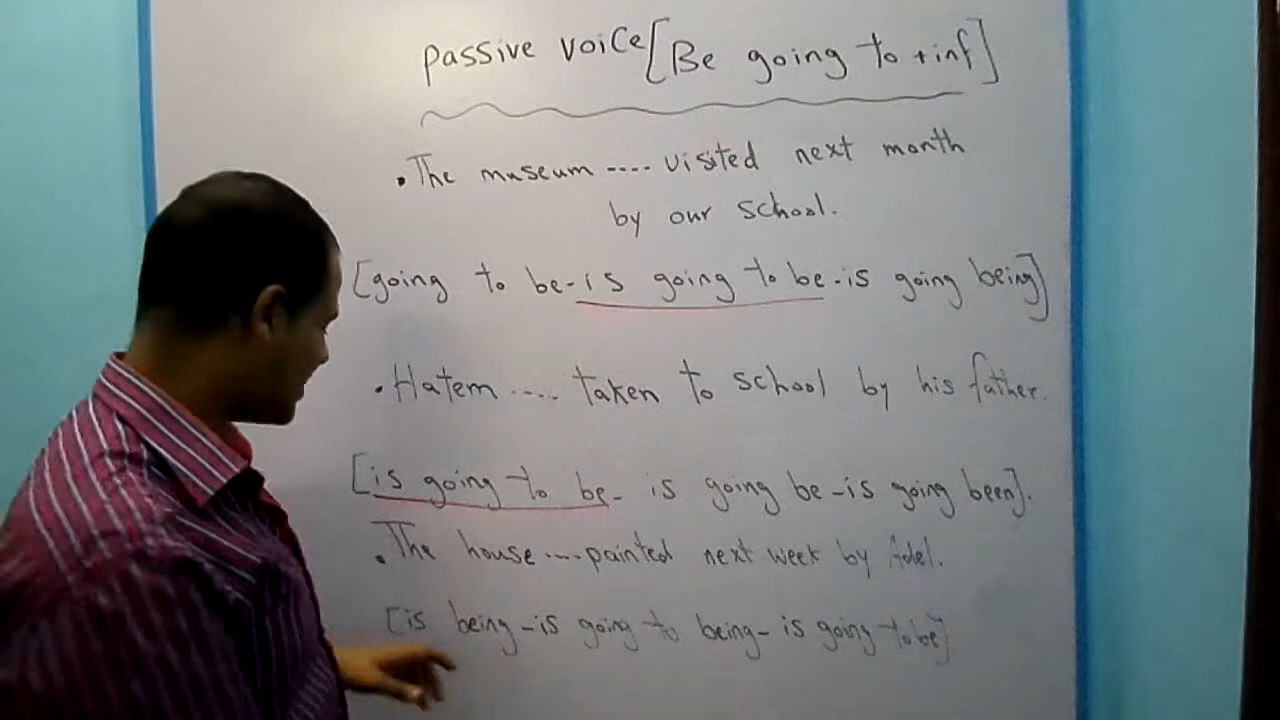 passive voice [Be going to + inf]
• The museum .... visited next month
by our school.
[going to be - is going to be - is going being]
• Hatem ..... taken to school by his father.
[is going to be - is going be - is going been].
• The house .... painted next week by Adel.
[is being - is going to being - is going to be]